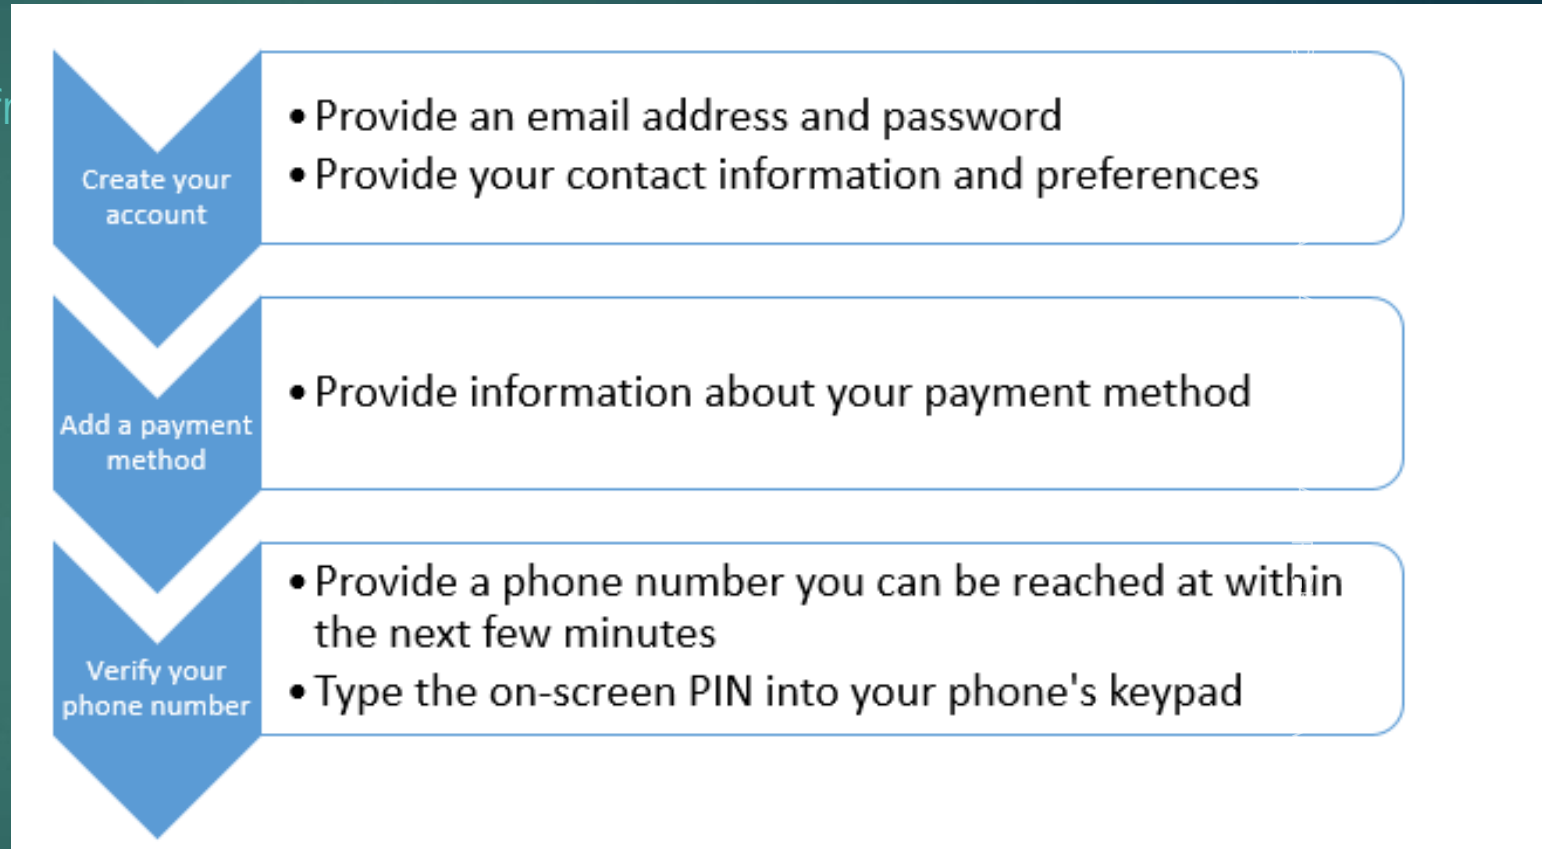 Create your
account
• Provide an email address and password
• Provide your contact information and preferences
Add a payment
method
• Provide information about your payment method
Verify your
phone number
• Provide a phone number you can be reached at within
the next few minutes
• Type the on-screen PIN into your phone's keypad